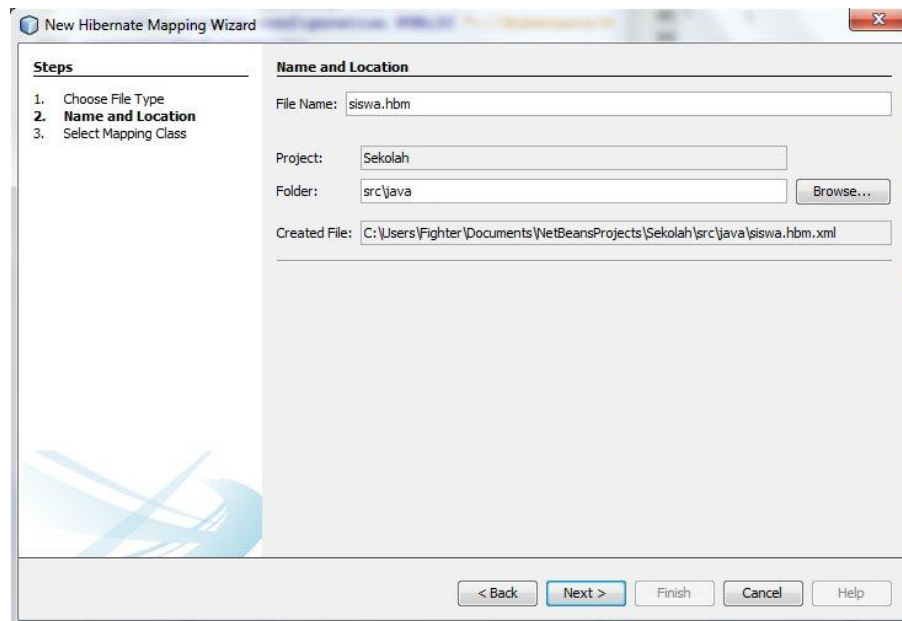 New Hibernate Mapping Wizard
Steps
1. Choose File Type
2. Name and Location
3. Select Mapping Class
Name and Location
File Name: siswa.hbm
Project: Sekolah
Folder: src\java Browse...
Created File: C:\Users\Fighter\Documents\NetBeansProjects\Sekolah\src\java\siswa.hbm.xml
< Back Next > Finish Cancel Help